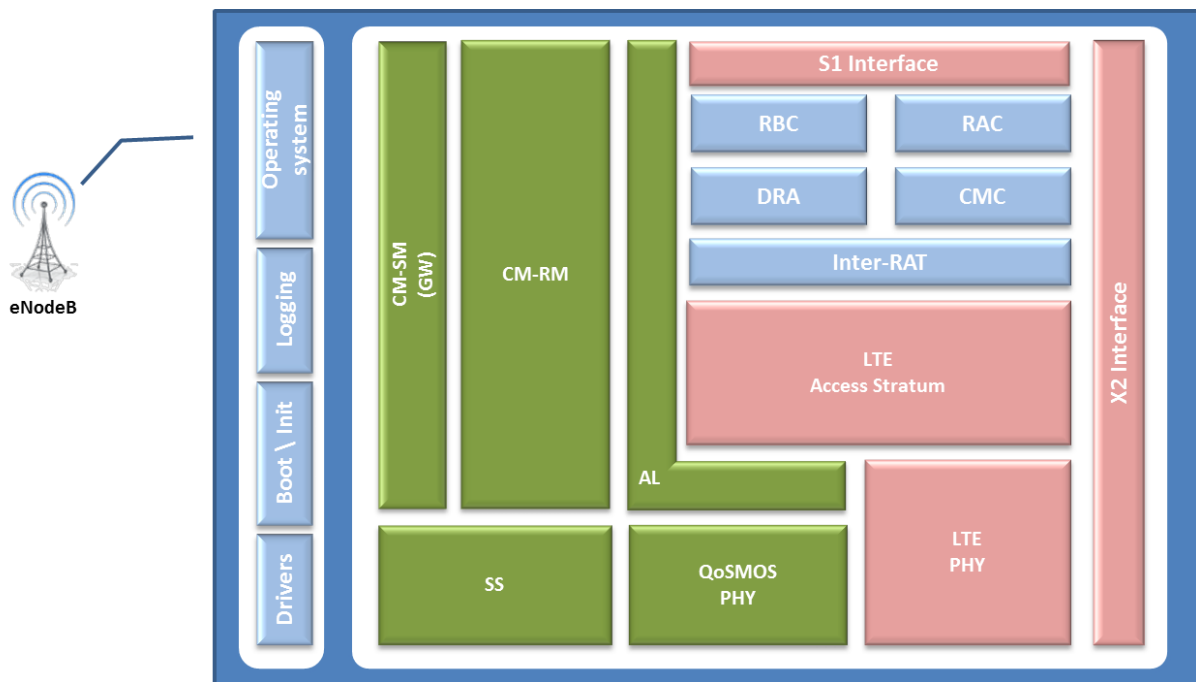 eNodeB
Operating
system
Logging
Boot \ Init
Drivers
CM-SM
(GW)
CM-RM
AL
SS
QoSMOS
PHY
S1 Interface
RBC
RAC
DRA
CMC
Inter-RAT
LTE
Access Stratum
LTE
PHY
X2 Interface